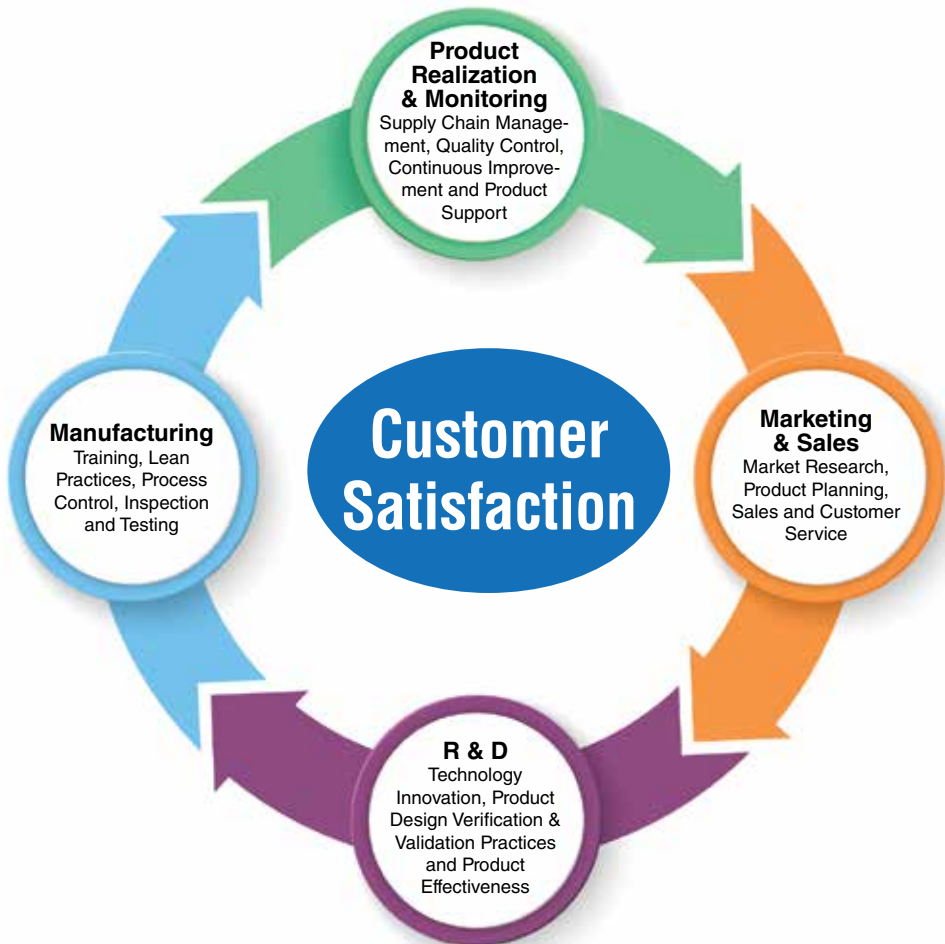 Product
Realization
& Monitoring
Supply Chain Manage-
ment, Quality Control,
Continuous Improve-
ment and Product
Support
Manufacturing
Training, Lean
Practices, Process
Control, Inspection
and Testing
Customer
Satisfaction
Marketing
& Sales
Market Research,
Product Planning,
Sales and Customer
Service
R & D
Technology
Innovation, Product
Design Verification &
Validation Practices
and Product
Effectiveness